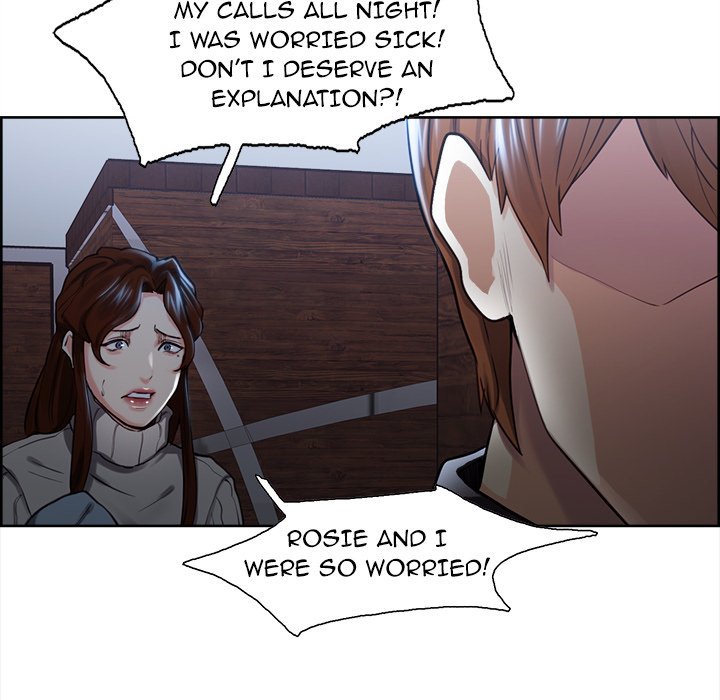 MY CALLS ALL NIGHT!
I WAS WORRIED SICK!
DON'T I DESERVE AN
EXPLANATION?!
ROSIE AND I
WERE SO WORRIED!